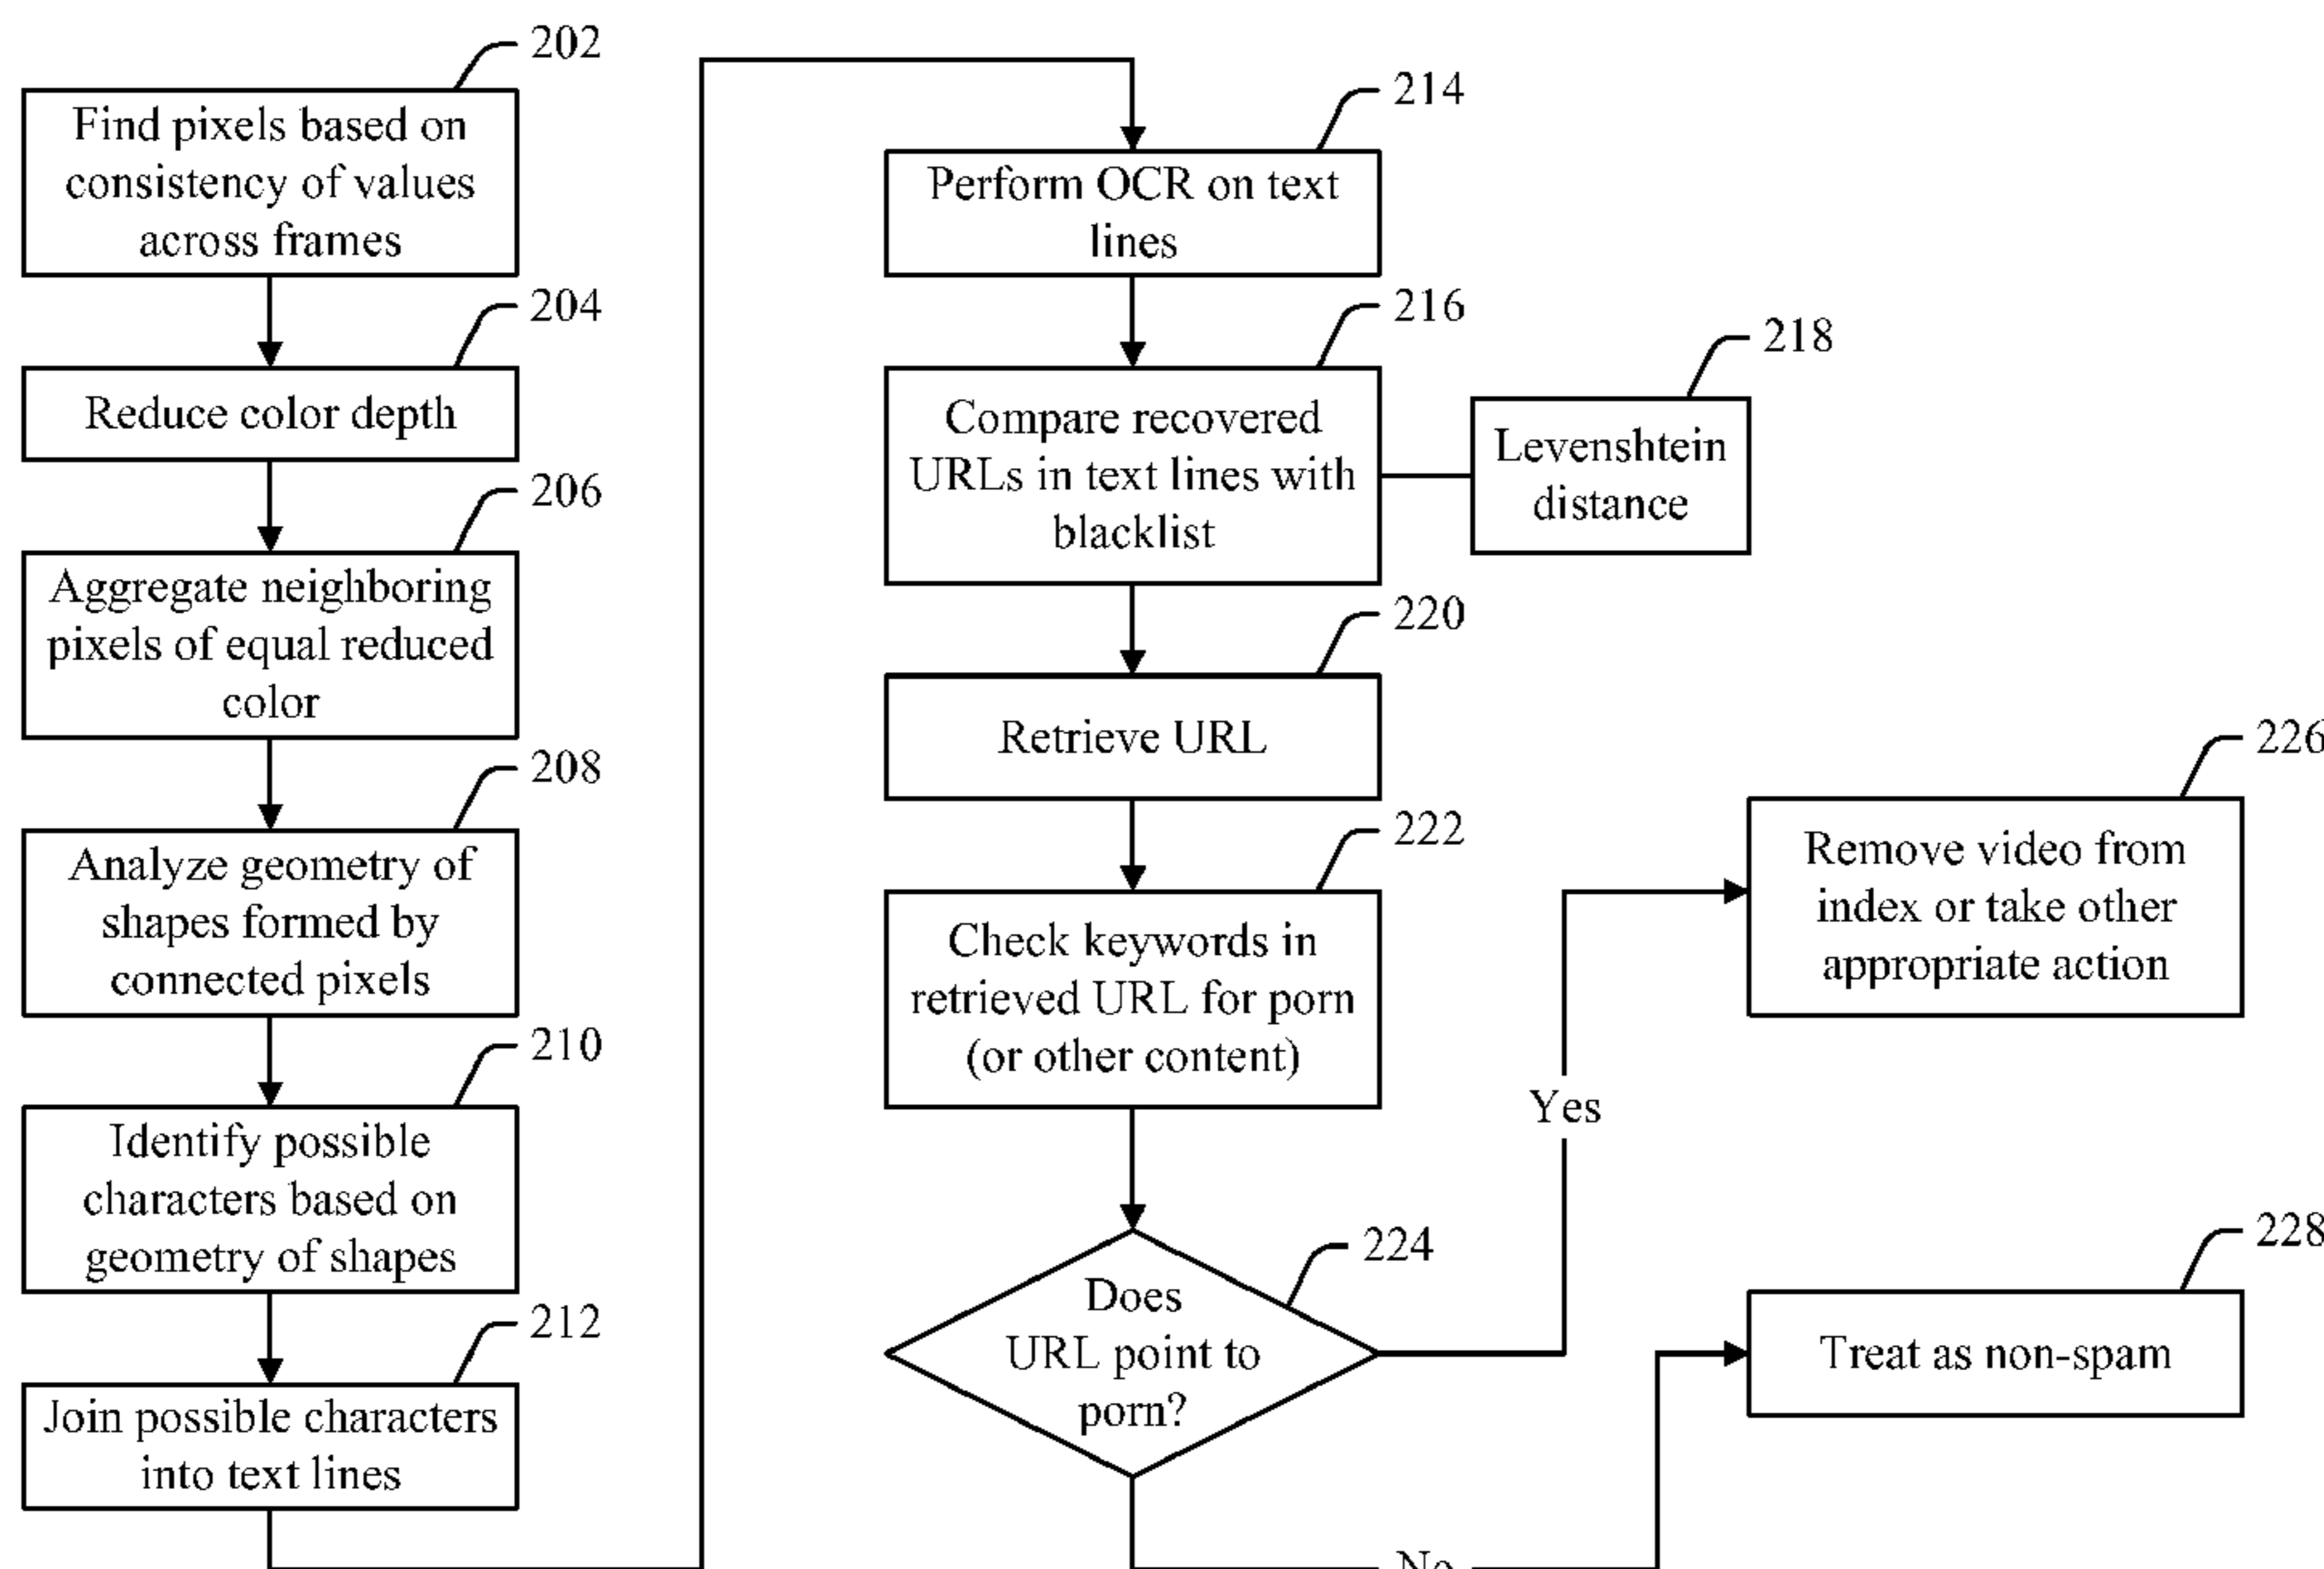 202
Find pixels based on
consistency of values
across frames
204
Reduce color depth
206
Aggregate neighboring
pixels of equal reduced
color
208
Analyze geometry of
shapes formed by
connected pixels
210
Identify possible
characters based on
geometry of shapes
212
Join possible characters
into text lines
214
Perform OCR on text
lines
216
Compare recovered
URLs in text lines with
blacklist
218
Levenshtein
distance
220
Retrieve URL
222
Check keywords in
retrieved URL for porn
(or other content)
224
Does
URL point to
porn?
Yes
No
226
Remove video from
index or take other
appropriate action
228
Treat as non-spam